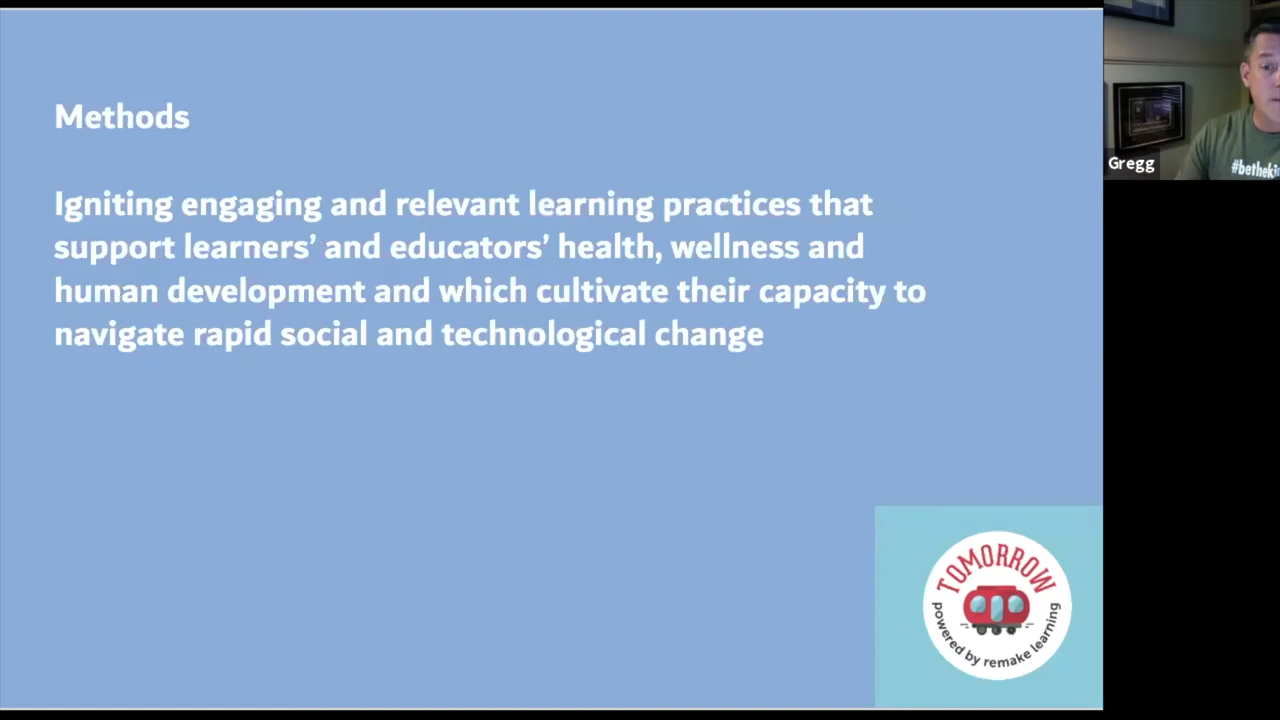 Methods
Igniting engaging and relevant learning practices that
support learners’ and educators’ health, wellness and
human development and which cultivate their capacity to
navigate rapid social and technological change
Gregg
TOMORROW
powered by remake learning